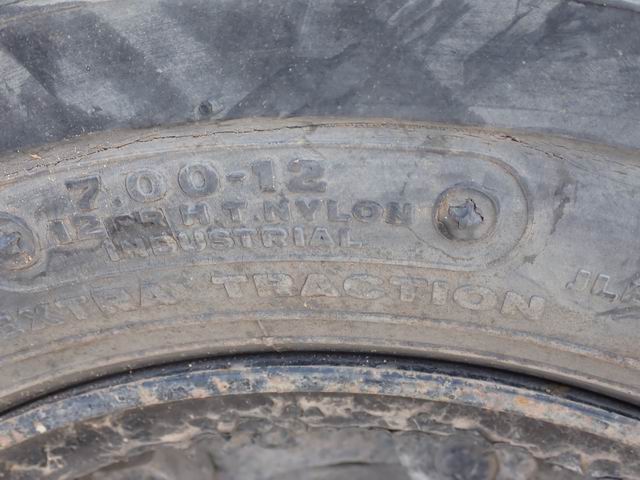 7.00-12
12 PR H.T. NYLON
INDUSTRIAL
EXTRA TRACTION